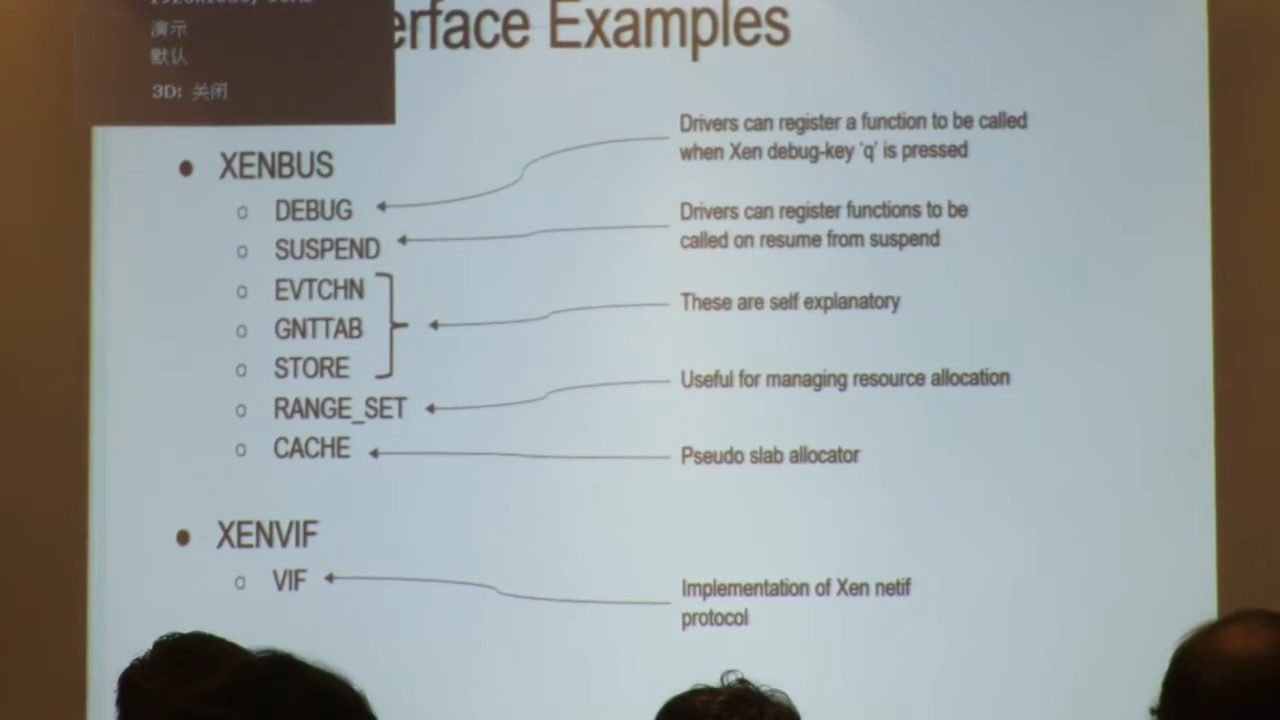 erface Examples
演示
默认
3D: 关闭
Drivers can register a function to be called
when Xen debug-key 'q' is pressed
• XENBUS
o DEBUG
Drivers can register functions to be
called on resume from suspend
o SUSPEND
o EVTCHN
These are self explanatory
o GNTTAB
o STORE
Useful for managing resource allocation
o RANGE_SET
o CACHE
Pseudo slab allocator
• XENVIF
o VIF
Implementation of Xen netif
protocol